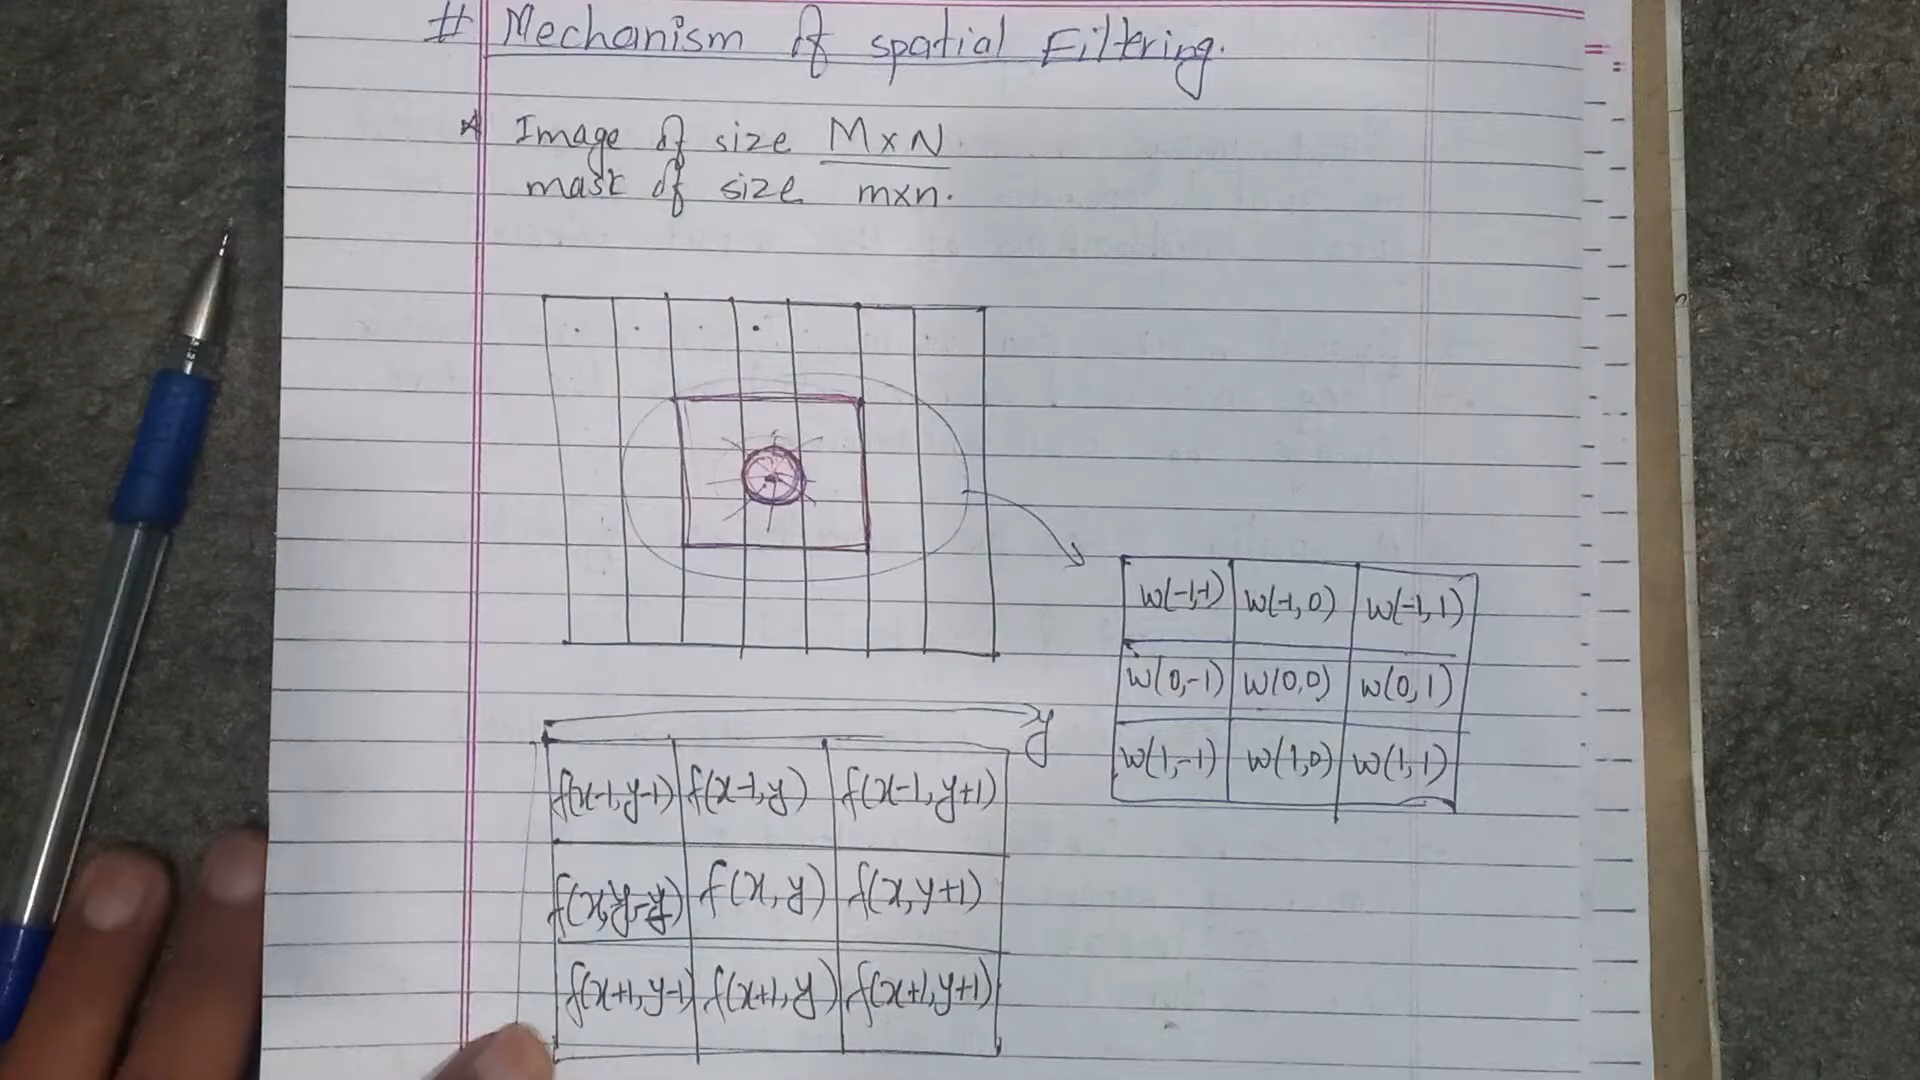 # Mechanism of spatial Filtering.
* Image of size M x N.
mask of size mxn.
w(-1,-1) w(-1,0) w(-1,1)
w(0,-1) w(0,0) w(0,1)
w(1,-1) w(1,0) w(1,1)
y
f(x-1,y-1) f(x-1,y) f(x-1,y+1)
f(x,y) f(x,y+1)
f(x+1,y-1) f(x+1,y) f(x+1,y+1)